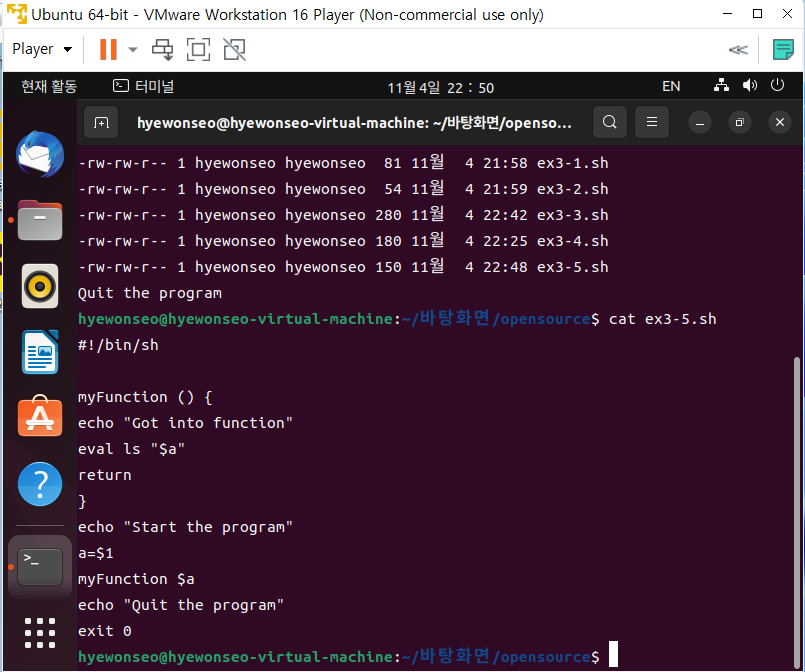 Ubuntu 64-bit - VMware Workstation 16 Player (Non-commercial use only)
Player
현재 활동 터미널 11월 4일 22 : 50 EN
hyewonseo@hyewonseo-virtual-machine: ~/바탕화면/openso...
-rw-rw-r-- 1 hyewonseo hyewonseo  81 11월  4 21:58 ex3-1.sh
-rw-rw-r-- 1 hyewonseo hyewonseo  54 11월  4 21:59 ex3-2.sh
-rw-rw-r-- 1 hyewonseo hyewonseo 280 11월  4 22:42 ex3-3.sh
-rw-rw-r-- 1 hyewonseo hyewonseo 180 11월  4 22:25 ex3-4.sh
-rw-rw-r-- 1 hyewonseo hyewonseo 150 11월  4 22:48 ex3-5.sh
Quit the program
hyewonseo@hyewonseo-virtual-machine:~/바탕화면/opensource$ cat ex3-5.sh
#!/bin/sh

myFunction () {
echo "Got into function"
eval ls "$a"
return
}
echo "Start the program"
a=$1
myFunction $a
echo "Quit the program"
exit 0
hyewonseo@hyewonseo-virtual-machine:~/바탕화면/opensource$